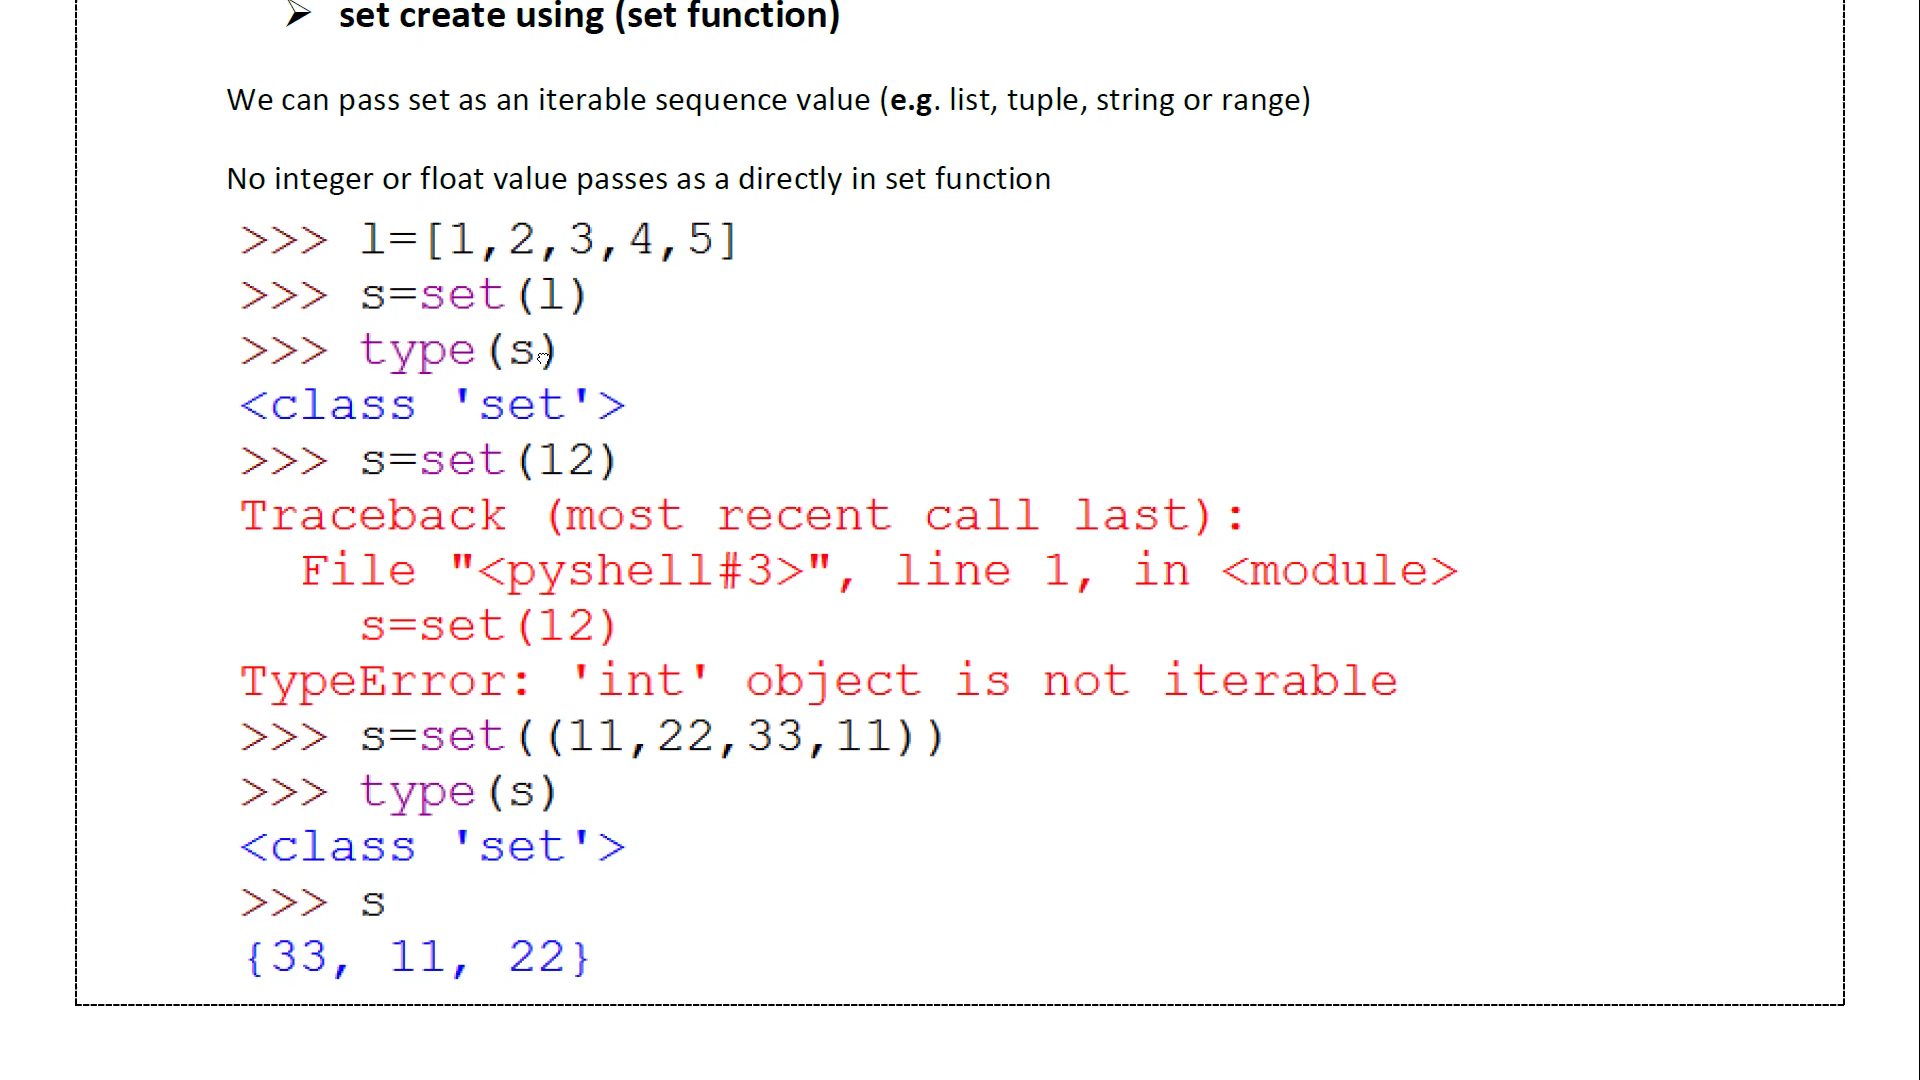 ➢ set create using (set function)
We can pass set as an iterable sequence value (e.g. list, tuple, string or range)
No integer or float value passes as a directly in set function
>>> l=[1,2,3,4,5]
>>> s=set(l)
>>> type(s)
<class 'set'>
>>> s=set(12)
Traceback (most recent call last):
  File "<pyshell#3>", line 1, in <module>
    s=set(12)
TypeError: 'int' object is not iterable
>>> s=set((11,22,33,11))
>>> type(s)
<class 'set'>
>>> s
{33, 11, 22}